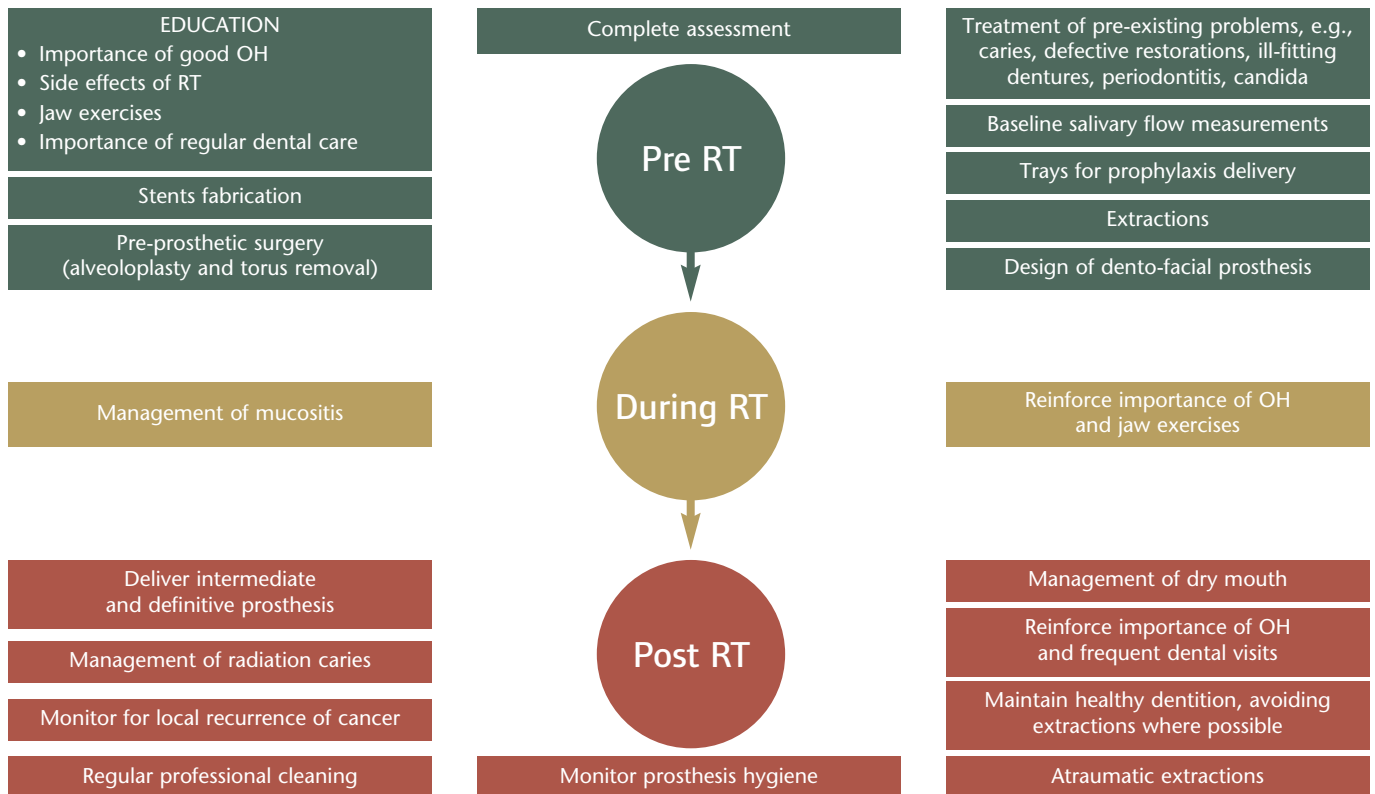 EDUCATION
• Importance of good OH
• Side effects of RT
• Jaw exercises
• Importance of regular dental care
Stents fabrication
Pre-prosthetic surgery
(alveoloplasty and torus removal)
Complete assessment
Pre RT
Treatment of pre-existing problems, e.g.,
caries, defective restorations, ill-fitting
dentures, periodontitis, candida
Baseline salivary flow measurements
Trays for prophylaxis delivery
Extractions
Design of dento-facial prosthesis
Management of mucositis
During RT
Reinforce importance of OH
and jaw exercises
Deliver intermediate
and definitive prosthesis
Management of radiation caries
Monitor for local recurrence of cancer
Regular professional cleaning
Post RT
Monitor prosthesis hygiene
Management of dry mouth
Reinforce importance of OH
and frequent dental visits
Maintain healthy dentition, avoiding
extractions where possible
Atraumatic extractions